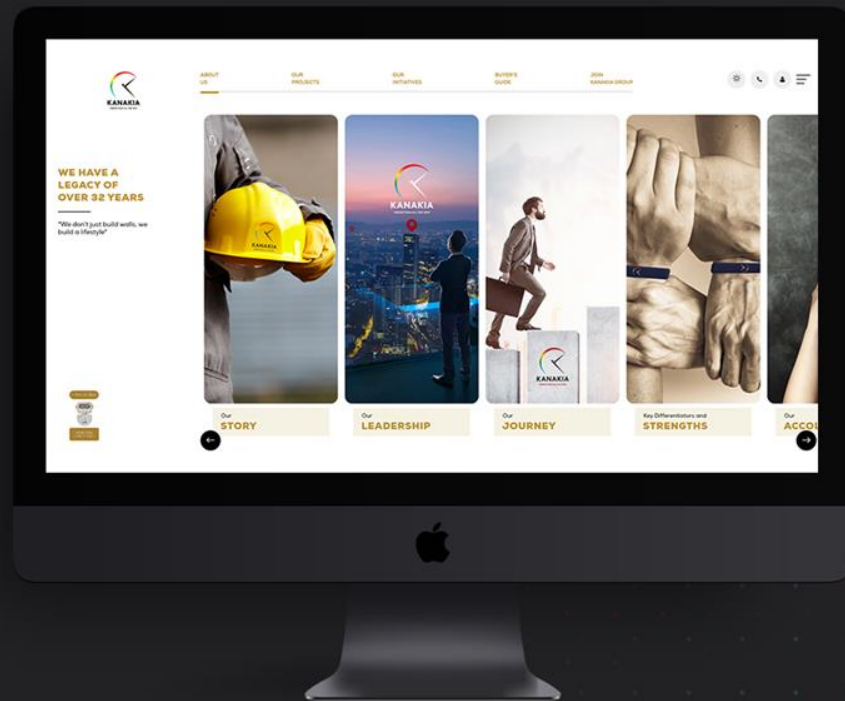 ABOUT
US
OUR
PROJECTS
OUR
INITIATIVES
BUYER'S
GUIDE
JOIN
KANAKIA GROUP
KANAKIA
WE HAVE A
LEGACY OF
OVER 32 YEARS
"We don't just build walls, we
build a lifestyle"
KANAKIA
KANAKIA
KANAKIA
Our
STORY
Our
LEADERSHIP
Our
JOURNEY
Key Differentiators and
STRENGTHS
Our
ACCOL